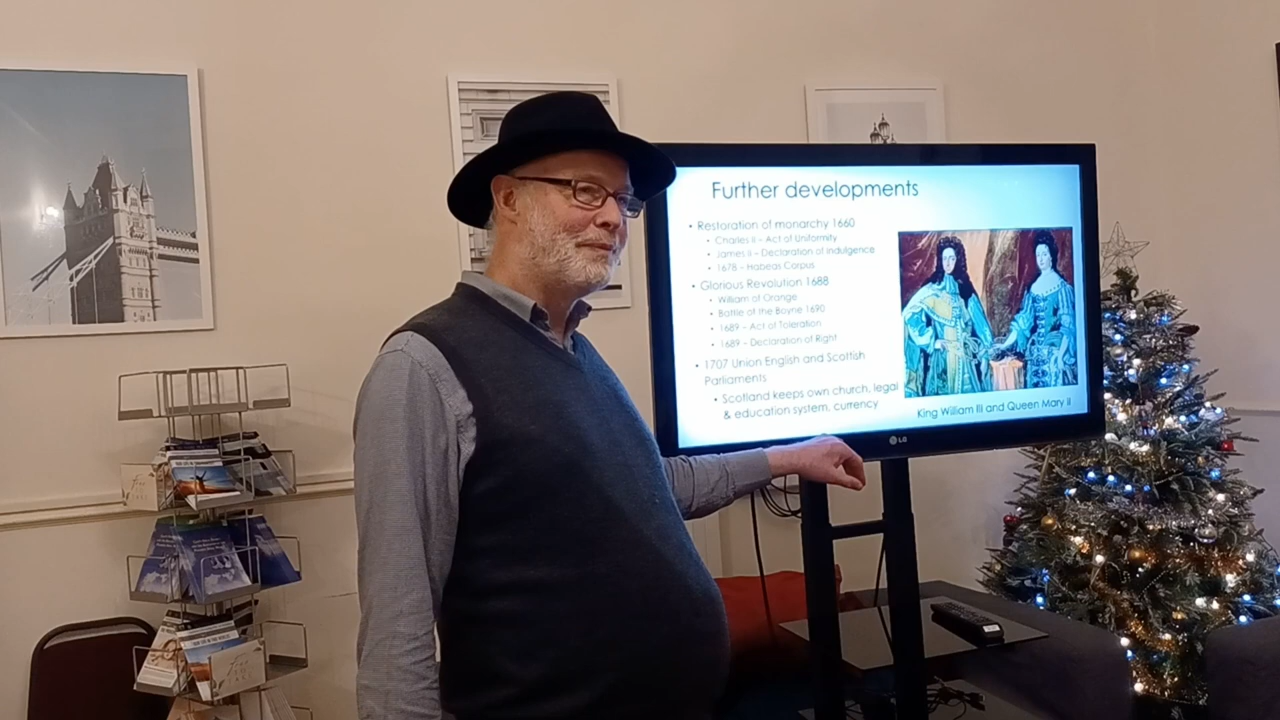 Further developments
• Restoration of monarchy 1660
• Charles II – Act of Uniformity
• James II – Declaration of Indulgence
• 1678 – Habeas Corpus
• Glorious Revolution 1688
• William of Orange
• Battle of the Boyne 1690
• 1689 – Act of Toleration
• 1689 – Declaration of Right
• 1707 Union English and Scottish
Parliaments
• Scotland keeps own church, legal
& education system, currency
King William III and Queen Mary II
LG